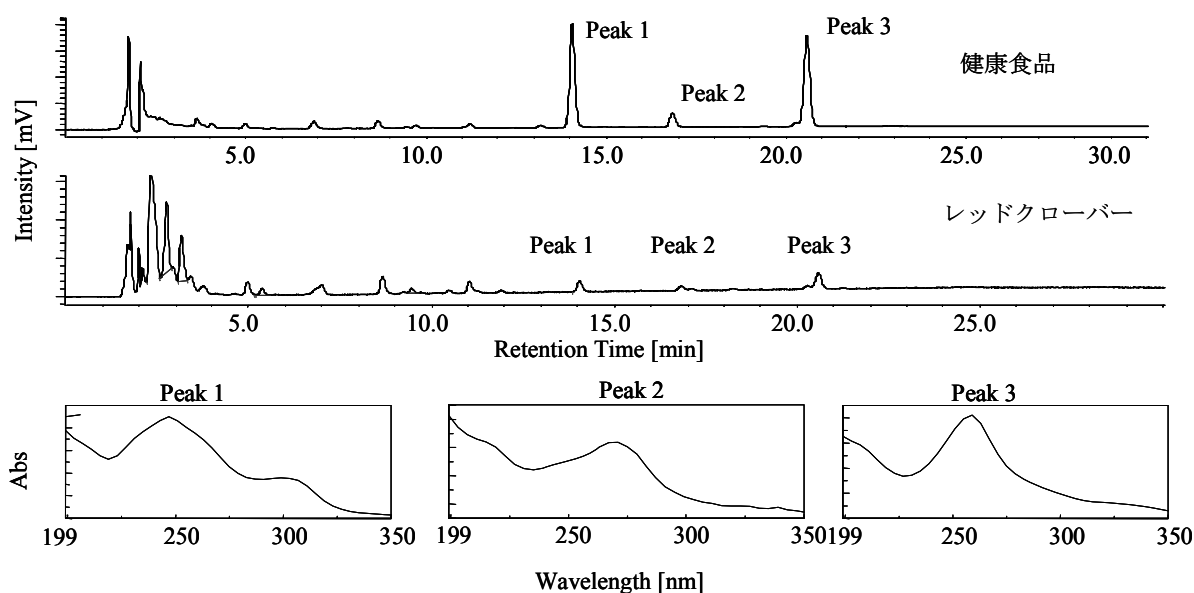 Peak 1
Peak 3
健康食品
Peak 2
5.0 10.0 15.0 20.0 25.0 30.0
Intensity [mV]
レッドクローバー
Peak 1 Peak 2 Peak 3
5.0 10.0 15.0 20.0 25.0
Retention Time [min]
Peak 1 Peak 2 Peak 3
Abs
199 250 300 350 199 250 300 350 199 250 300 350
Wavelength [nm]